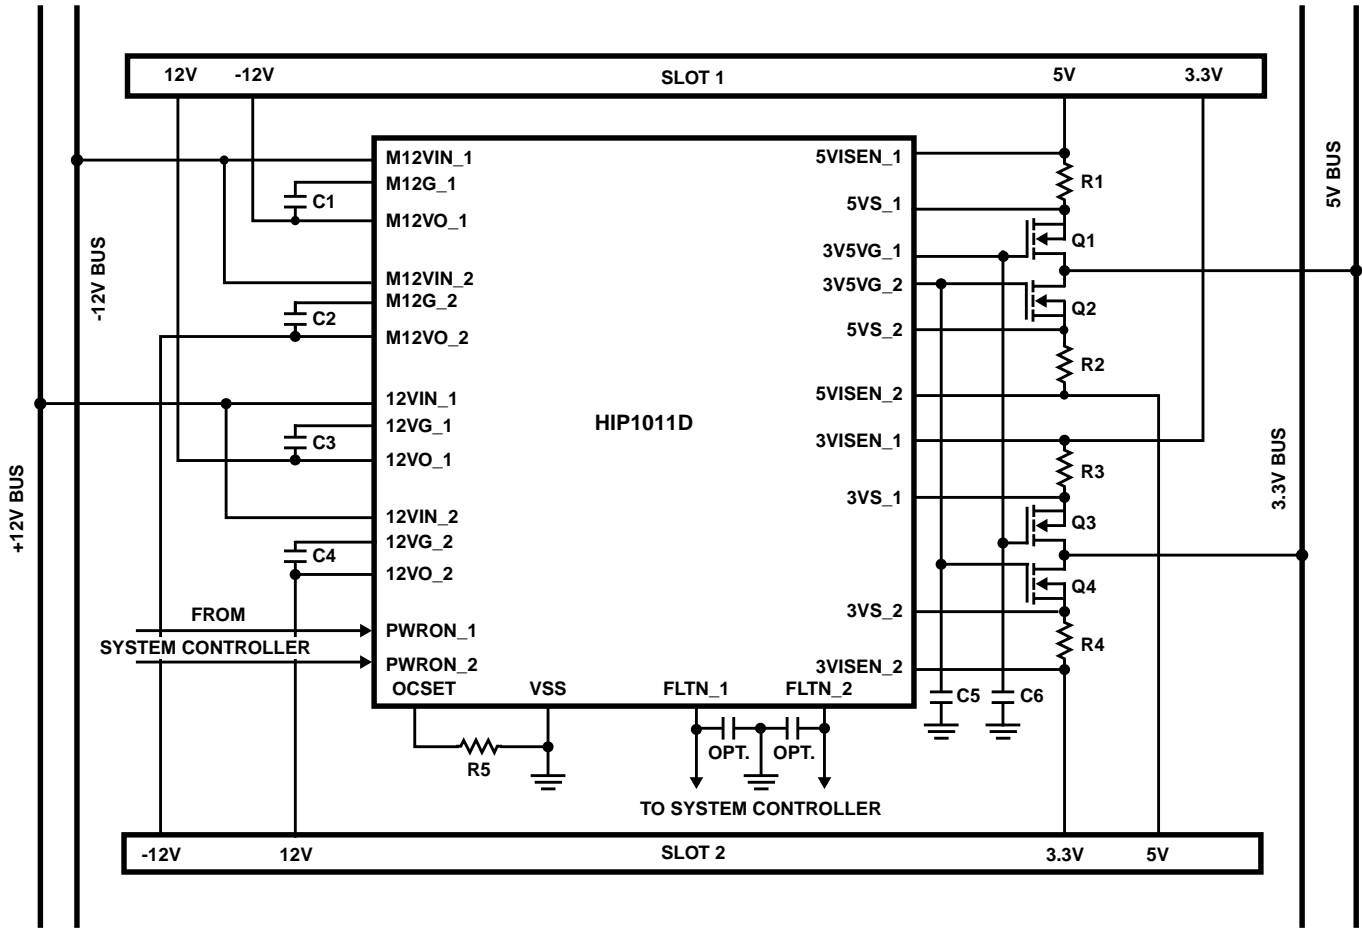 12V -12V SLOT 1 5V 3.3V
-12V BUS
+12V BUS
M12VIN_1
M12G_1
C1
M12VO_1
M12VIN_2
M12G_2
C2
M12VO_2
12VIN_1
12VG_1
C3
12VO_1
12VIN_2
12VG_2
C4
12VO_2
FROM
SYSTEM CONTROLLER
PWRON_1
PWRON_2
OCSET
VSS
FLTN_1
FLTN_2
HIP1011D
5VISEN_1
5VS_1
3V5VG_1
3V5VG_2
5VS_2
5VISEN_2
3VISEN_1
3VS_1
3VS_2
3VISEN_2
R1
Q1
Q2
R2
R3
Q3
Q4
R4
C5
C6
5V BUS
3.3V BUS
R5
OPT.
OPT.
TO SYSTEM CONTROLLER
-12V 12V SLOT 2 3.3V 5V